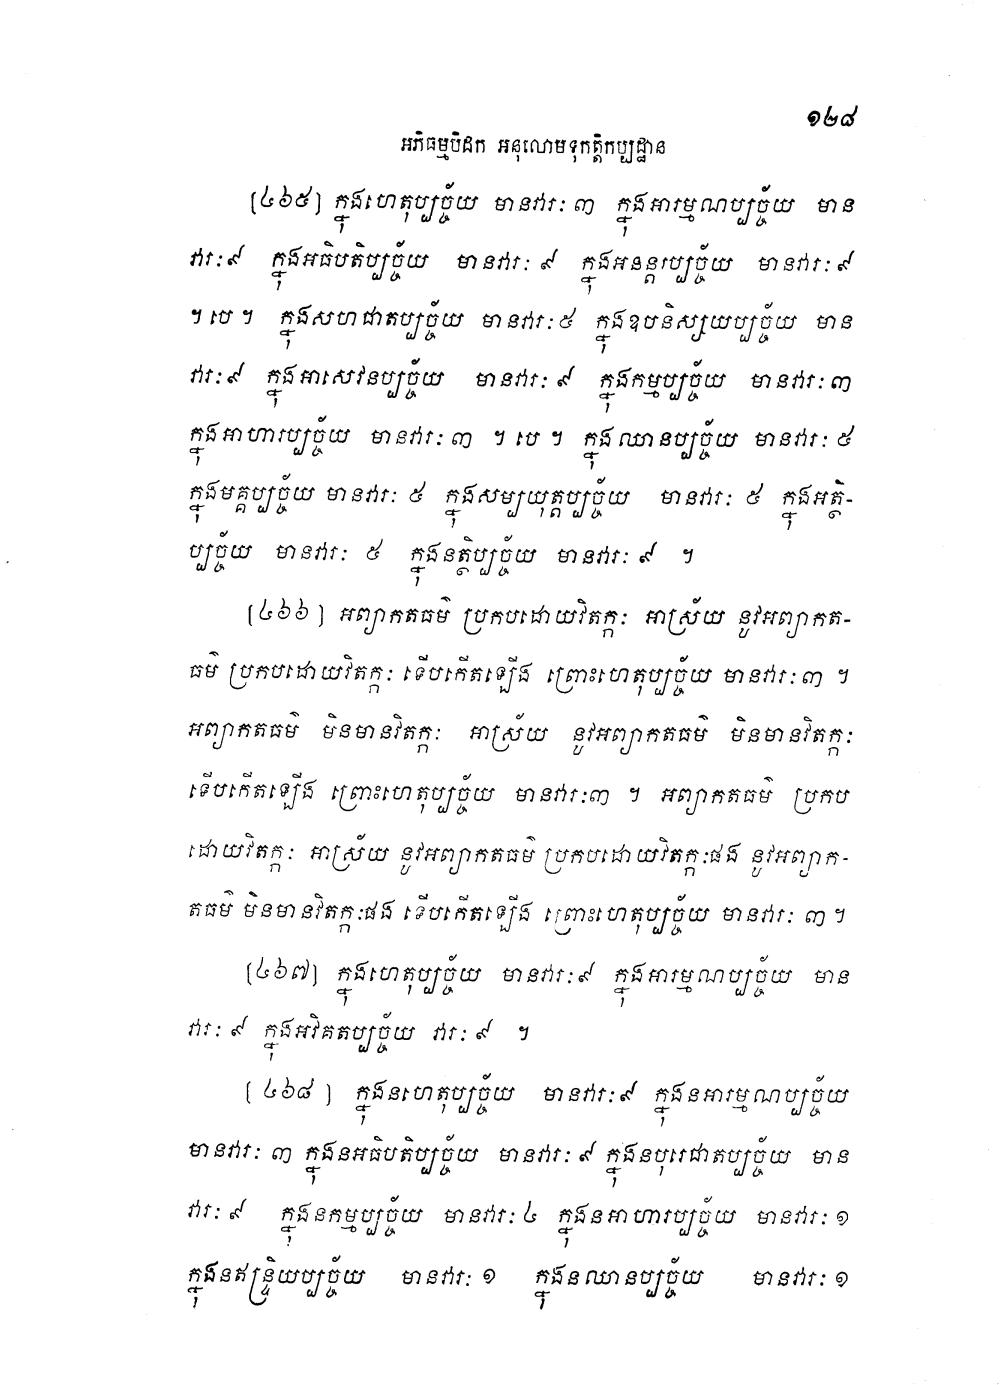 ១២៨
អភិធម្មបិដក អនុលោមទុកត្តិកប្បដ្ឋាន
[៤៦៥] ក្នុងហេតុប្បច្ច័យ មានវារៈ ៣ ក្នុងអារម្មណប្បច្ច័យ មាន
វារៈ ៩ ក្នុងអធិបតិប្បច្ច័យ មានវារៈ ៩ ក្នុងអនន្តរប្បច្ច័យ មានវារៈ ៩
។ បេ ។ ក្នុងសហជាតប្បច្ច័យ មានវារៈ ៥ ក្នុងឧបនិស្សយប្បច្ច័យ មាន
វារៈ ៩ ក្នុងអាសេវនប្បច្ច័យ មានវារៈ ៩ ក្នុងកម្មប្បច្ច័យ មានវារៈ ៣
ក្នុងអាហារប្បច្ច័យ មានវារៈ ៣ ។ បេ ។ ក្នុងឈានប្បច្ច័យ មានវារៈ ៥
ក្នុងមគ្គប្បច្ច័យ មានវារៈ ៥ ក្នុងសម្បយុត្តប្បច្ច័យ មានវារៈ ៥ ក្នុងអត្ថិ-
ប្បច្ច័យ មានវារៈ ៥ ក្នុងនត្ថិប្បច្ច័យ មានវារៈ ៩ ។
[៤៦៦] អព្យាកតធម៌ ប្រកបដោយវិតក្កៈ អាស្រ័យ នូវអព្យាកត-
ធម៌ ប្រកបដោយវិតក្កៈ ទើបកើតឡើង ព្រោះហេតុប្បច្ច័យ មានវារៈ ៣ ។
អព្យាកតធម៌ មិនមានវិតក្កៈ អាស្រ័យ នូវអព្យាកតធម៌ មិនមានវិតក្កៈ
ទើបកើតឡើង ព្រោះហេតុប្បច្ច័យ មានវារៈ ៣ ។ អព្យាកតធម៌ ប្រកប
ដោយវិតក្កៈ អាស្រ័យ នូវអព្យាកតធម៌ ប្រកបដោយវិតក្កៈផង នូវអព្យាក-
តធម៌ មិនមានវិតក្កៈផង ទើបកើតឡើង ព្រោះហេតុប្បច្ច័យ មានវារៈ ៣ ។
[៤៦៧] ក្នុងហេតុប្បច្ច័យ មានវារៈ ៩ ក្នុងអារម្មណប្បច្ច័យ មាន
វារៈ ៩ ក្នុងអវិគតប្បច្ច័យ វារៈ ៩ ។
[ ៤៦៨ ] ក្នុងនហេតុប្បច្ច័យ មានវារៈ ៩ ក្នុងនអារម្មណប្បច្ច័យ
មានវារៈ ៣ ក្នុងនអធិបតិប្បច្ច័យ មានវារៈ ៩ ក្នុងនបុរេជាតប្បច្ច័យ មាន
វារៈ ៩ ក្នុងនកម្មប្បច្ច័យ មានវារៈ ៤ ក្នុងនអាហារប្បច្ច័យ មានវារៈ ១
ក្នុងនឥន្ទ្រិយប្បច្ច័យ មានវារៈ ១ ក្នុងនឈានប្បច្ច័យ មានវារៈ ១